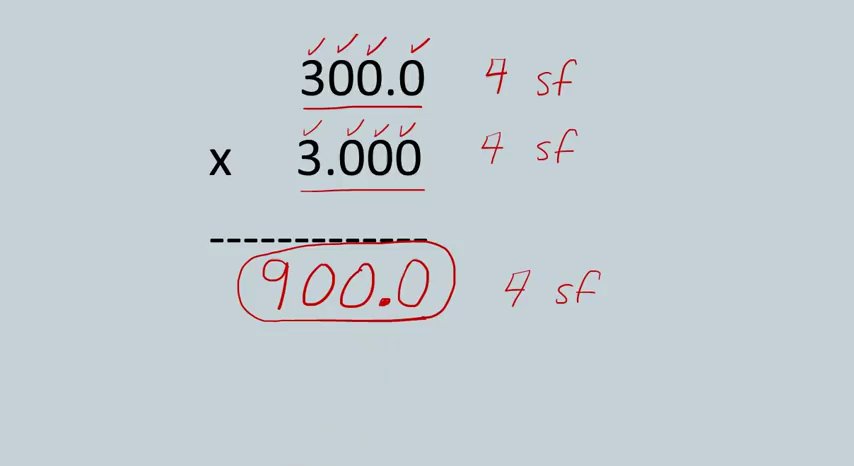 300.0 4 sf
x 3.000 4 sf
-------------
900.0 4 sf